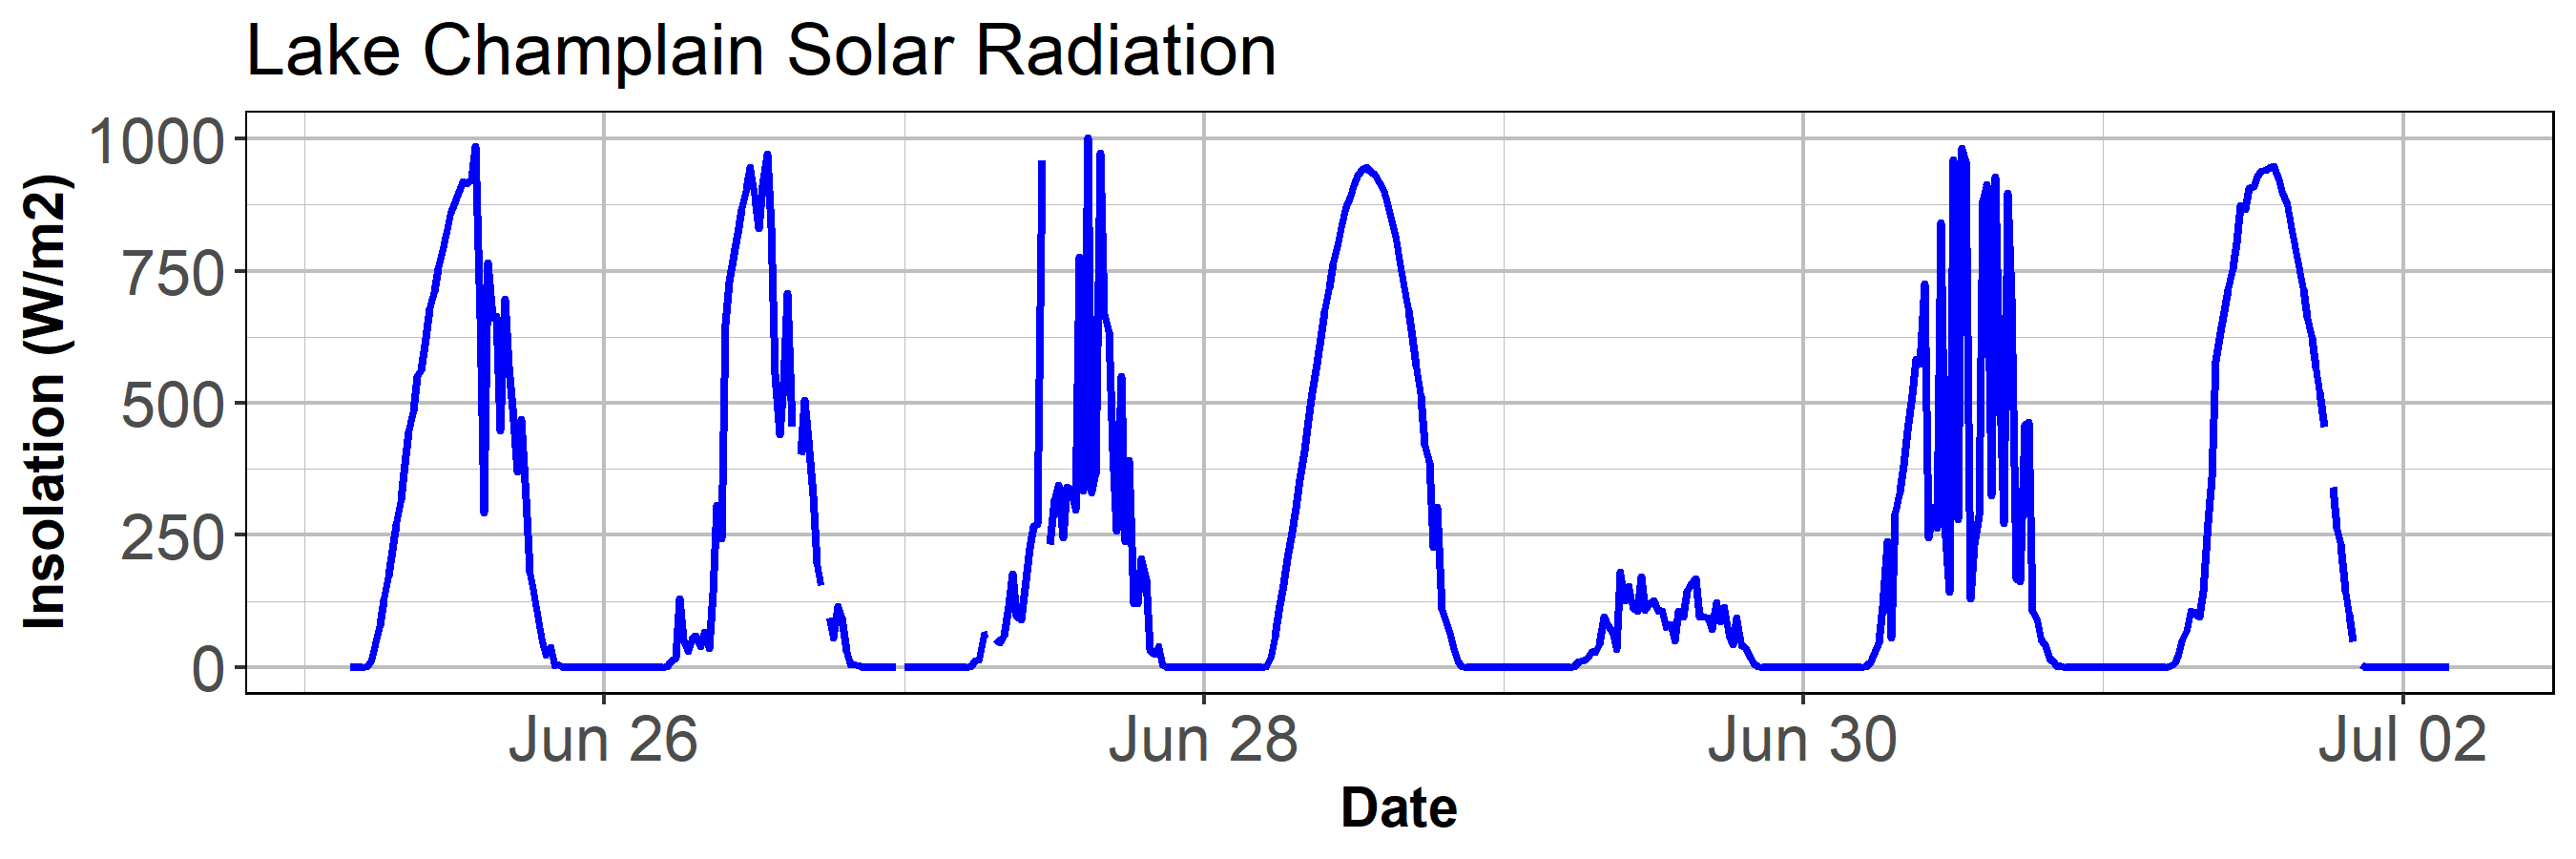 Lake Champlain Solar Radiation
1000
750
500
250
0
Insolation (W/m2)
Jun 26
Jun 28
Jun 30
Jul 02
Date